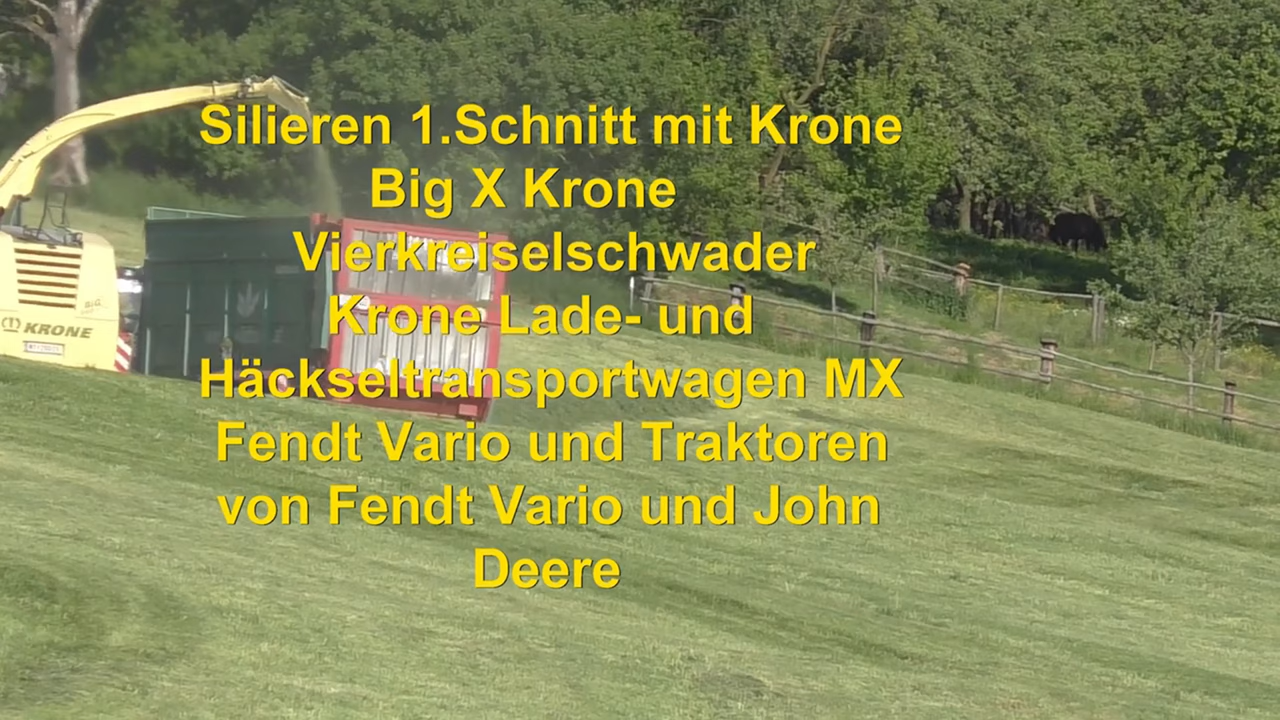 Silieren 1.Schnitt mit Krone
Big X Krone
Vierkreiselschwader
Krone Lade- und
Häckseltransportwagen MX
Fendt Vario und Traktoren
von Fendt Vario und John
Deere
BiG
KRONE